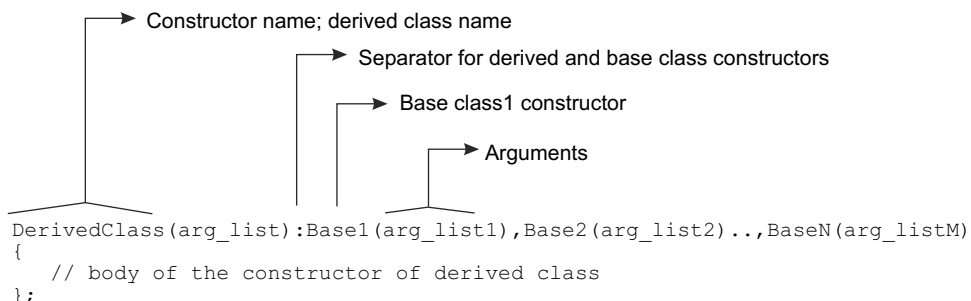 Constructor name; derived class name
Separator for derived and base class constructors
Base class1 constructor
Arguments
DerivedClass(arg_list):Base1(arg_list1),Base2(arg_list2)..,BaseN(arg_listM)
{
// body of the constructor of derived class
};